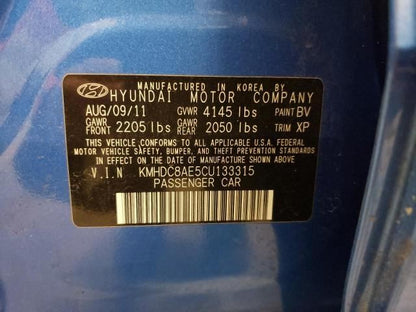 MANUFACTURED IN KOREA BY
HYUNDAI MOTOR COMPANY
AUG/09/11 GVWR 4145 lbs PAINT BV
GAWR FRONT 2205 lbs GAWR REAR 2050 lbs TRIM XP
THIS VEHICLE CONFORMS TO ALL APPLICABLE U.S. FEDERAL
MOTOR VEHICLE SAFETY, BUMPER, AND THEFT PREVENTION STANDARDS
IN EFFECT ON THE DATE OF MANUFACTURE SHOWN ABOVE.
V.I.N KMHDC8AE5CU133315
PASSENGER CAR